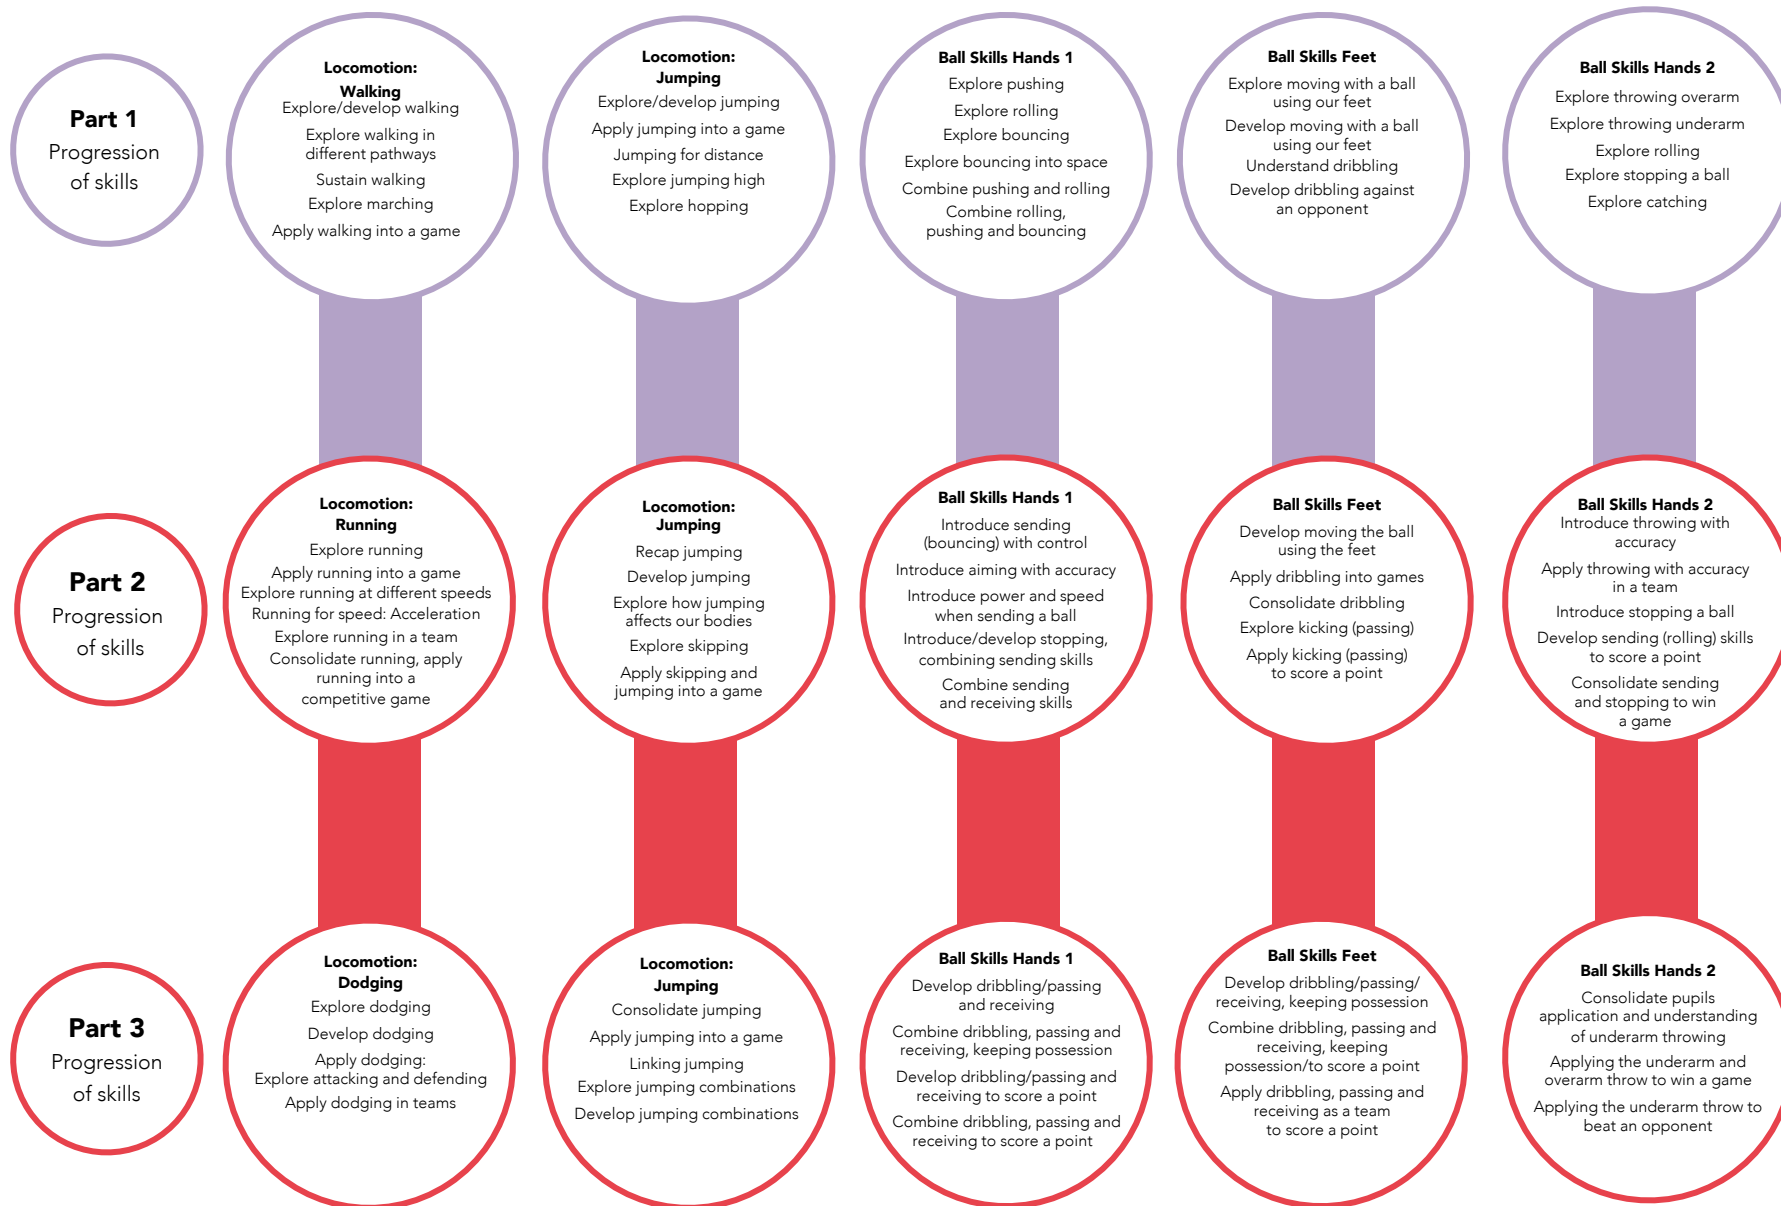 Part 1
Progression
of skills
Locomotion:
Walking
Explore/develop walking
Explore walking in
different pathways
Sustain walking
Explore marching
Apply walking into a game
Locomotion:
Jumping
Explore/develop jumping
Apply jumping into a game
Jumping for distance
Explore jumping high
Explore hopping
Ball Skills Hands 1
Explore pushing
Explore rolling
Explore bouncing
Explore bouncing into space
Combine pushing and rolling
Combine rolling,
pushing and bouncing
Ball Skills Feet
Explore moving with a ball
using our feet
Develop moving with a ball
using our feet
Understand dribbling
Develop dribbling against
an opponent
Ball Skills Hands 2
Explore throwing overarm
Explore throwing underarm
Explore rolling
Explore stopping a ball
Explore catching
Part 2
Progression
of skills
Locomotion:
Running
Explore running
Apply running into a game
Explore running at different speeds
Running for speed: Acceleration
Explore running in a team
Consolidate running, apply
running into a
competitive game
Locomotion:
Jumping
Recap jumping
Develop jumping
Explore how jumping
affects our bodies
Explore skipping
Apply skipping and
jumping into a game
Ball Skills Hands 1
Introduce sending
(bouncing) with control
Introduce aiming with accuracy
Introduce power and speed
when sending a ball
Introduce/develop stopping,
combining sending skills
Combine sending
and receiving skills
Ball Skills Feet
Develop moving the ball
using the feet
Apply dribbling into games
Consolidate dribbling
Explore kicking (passing)
Apply kicking (passing)
to score a point
Ball Skills Hands 2
Introduce throwing with
accuracy
Apply throwing with accuracy
in a team
Introduce stopping a ball
Develop sending (rolling) skills
to score a point
Consolidate sending
and stopping to win
a game
Part 3
Progression
of skills
Locomotion:
Dodging
Explore dodging
Develop dodging
Apply dodging:
Explore attacking and defending
Apply dodging in teams
Locomotion:
Jumping
Consolidate jumping
Apply jumping into a game
Linking jumping
Explore jumping combinations
Develop jumping combinations
Ball Skills Hands 1
Develop dribbling/passing
and receiving
Combine dribbling, passing and
receiving, keeping possession
Develop dribbling/passing and
receiving to score a point
Combine dribbling, passing and
receiving to score a point
Ball Skills Feet
Develop dribbling/passing/
receiving, keeping possession
Combine dribbling, passing and
receiving, keeping
possession/to score a point
Apply dribbling, passing and
receiving as a team
to score a point
Ball Skills Hands 2
Consolidate pupils
application and understanding
of underarm throwing
Applying the underarm and
overarm throw to win a game
Applying the underarm throw to
beat an opponent